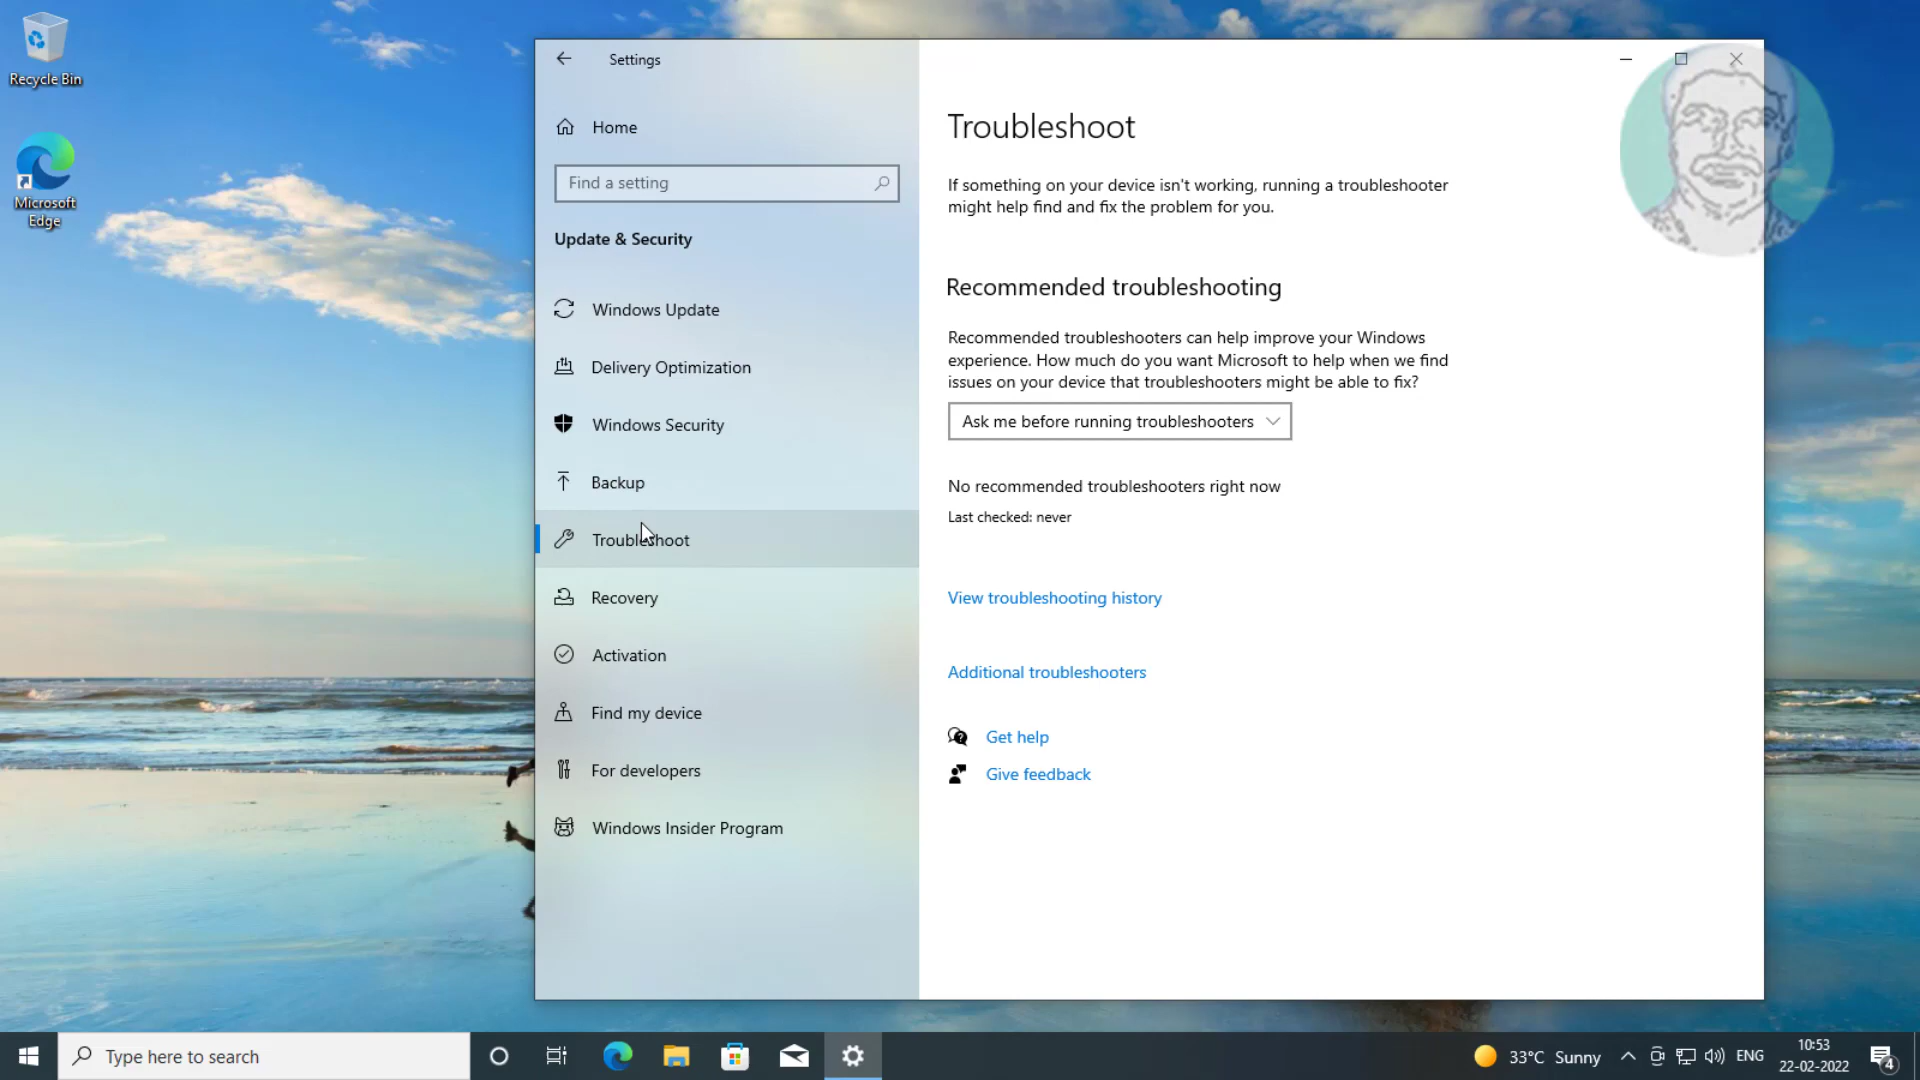 Recycle Bin
Microsoft
Edge
Settings
Home
Find a setting
Update & Security
Windows Update
Delivery Optimization
Windows Security
Backup
Troubleshoot
Recovery
Activation
Find my device
For developers
Windows Insider Program
Troubleshoot
If something on your device isn't working, running a troubleshooter
might help find and fix the problem for you.
Recommended troubleshooting
Recommended troubleshooters can help improve your Windows
experience. How much do you want Microsoft to help when we find
issues on your device that troubleshooters might be able to fix?
Ask me before running troubleshooters
No recommended troubleshooters right now
Last checked: never
View troubleshooting history
Additional troubleshooters
Get help
Give feedback
Type here to search
33°C Sunny
ENG
10:53
22-02-2022
4